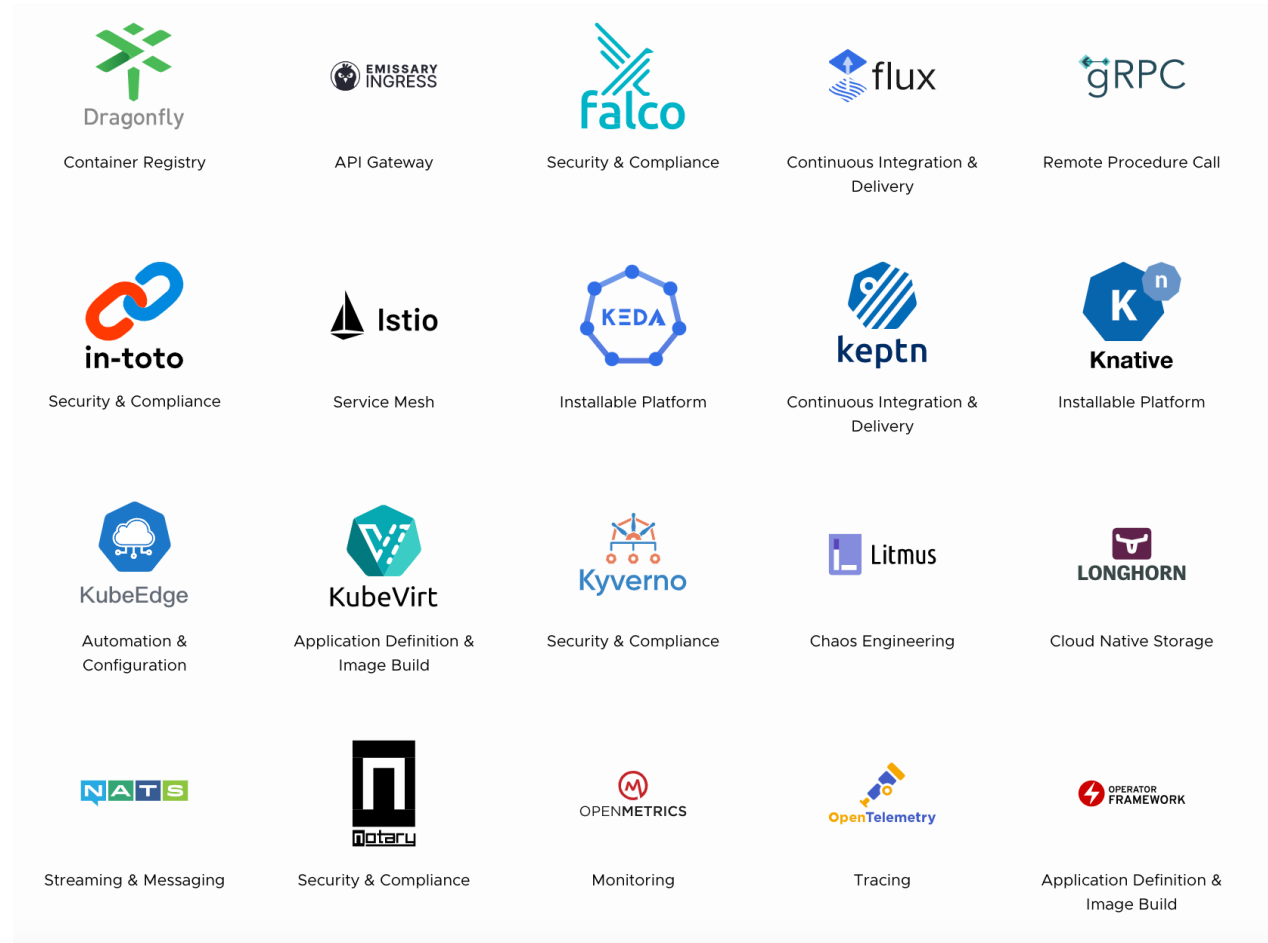 Dragonfly
Container Registry
EMISSARY
INGRESS
API Gateway
falco
Security & Compliance
flux
Continuous Integration &
Delivery
gRPC
Remote Procedure Call
in-toto
Security & Compliance
Istio
Service Mesh
KEDA
Installable Platform
keptn
Continuous Integration &
Delivery
K
n
Knative
Installable Platform
KubeEdge
Automation &
Configuration
KubeVirt
Application Definition &
Image Build
Kyverno
Security & Compliance
L
Litmus
Chaos Engineering
LONGHORN
Cloud Native Storage
NATS
Streaming & Messaging
notary
Security & Compliance
M
OPENMETRICS
Monitoring
OpenTelemetry
Tracing
OPERATOR
FRAMEWORK
Application Definition &
Image Build